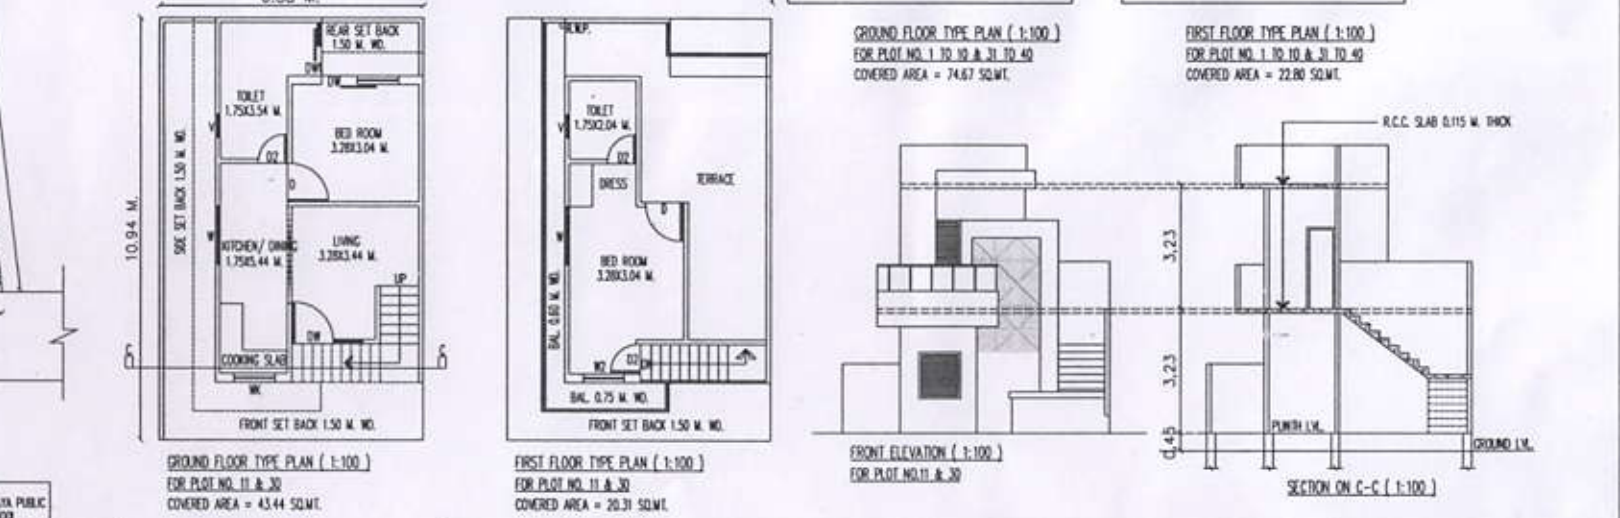 REAR SET BACK
1.50 M. WD.
DW
DW
TOILET
1.75X3.54 M.
V
BED ROOM
3.28X3.04 M.
D2
D
SIDE SET BACK 1.50 M. WD.
10.94 M.
W
KITCHEN/ DINING
1.75X5.44 M.
LIVING
3.28X3.44 M.
UP
DW
COOKING SLAB
C
C
WK
FRONT SET BACK 1.50 M. WD.
GROUND FLOOR TYPE PLAN ( 1:100 )
FOR PLOT NO. 11 & 30
COVERED AREA = 43.44 SQ.MT.
R.W.P.
TOILET
1.75X2.04 M.
V
D2
DRESS
TERRACE
D
W
BED ROOM
3.28X3.04 M.
BAL. 0.60 M. WD.
W2
D2
BAL. 0.75 M. WD.
FRONT SET BACK 1.50 M. WD.
FIRST FLOOR TYPE PLAN ( 1:100 )
FOR PLOT NO. 11 & 30
COVERED AREA = 20.31 SQ.MT.
GROUND FLOOR TYPE PLAN ( 1:100 )
FOR PLOT NO. 1 TO 10 & 31 TO 40
COVERED AREA = 74.67 SQ.MT.
FIRST FLOOR TYPE PLAN ( 1:100 )
FOR PLOT NO. 1 TO 10 & 31 TO 40
COVERED AREA = 22.80 SQ.MT.
FRONT ELEVATION ( 1:100 )
FOR PLOT NO.11 & 30
R.C.C. SLAB 0.115 M. THICK
3.23
3.23
0.45
PLINTH LVL.
GROUND LVL.
SECTION ON C-C ( 1:100 )
PUBLIC